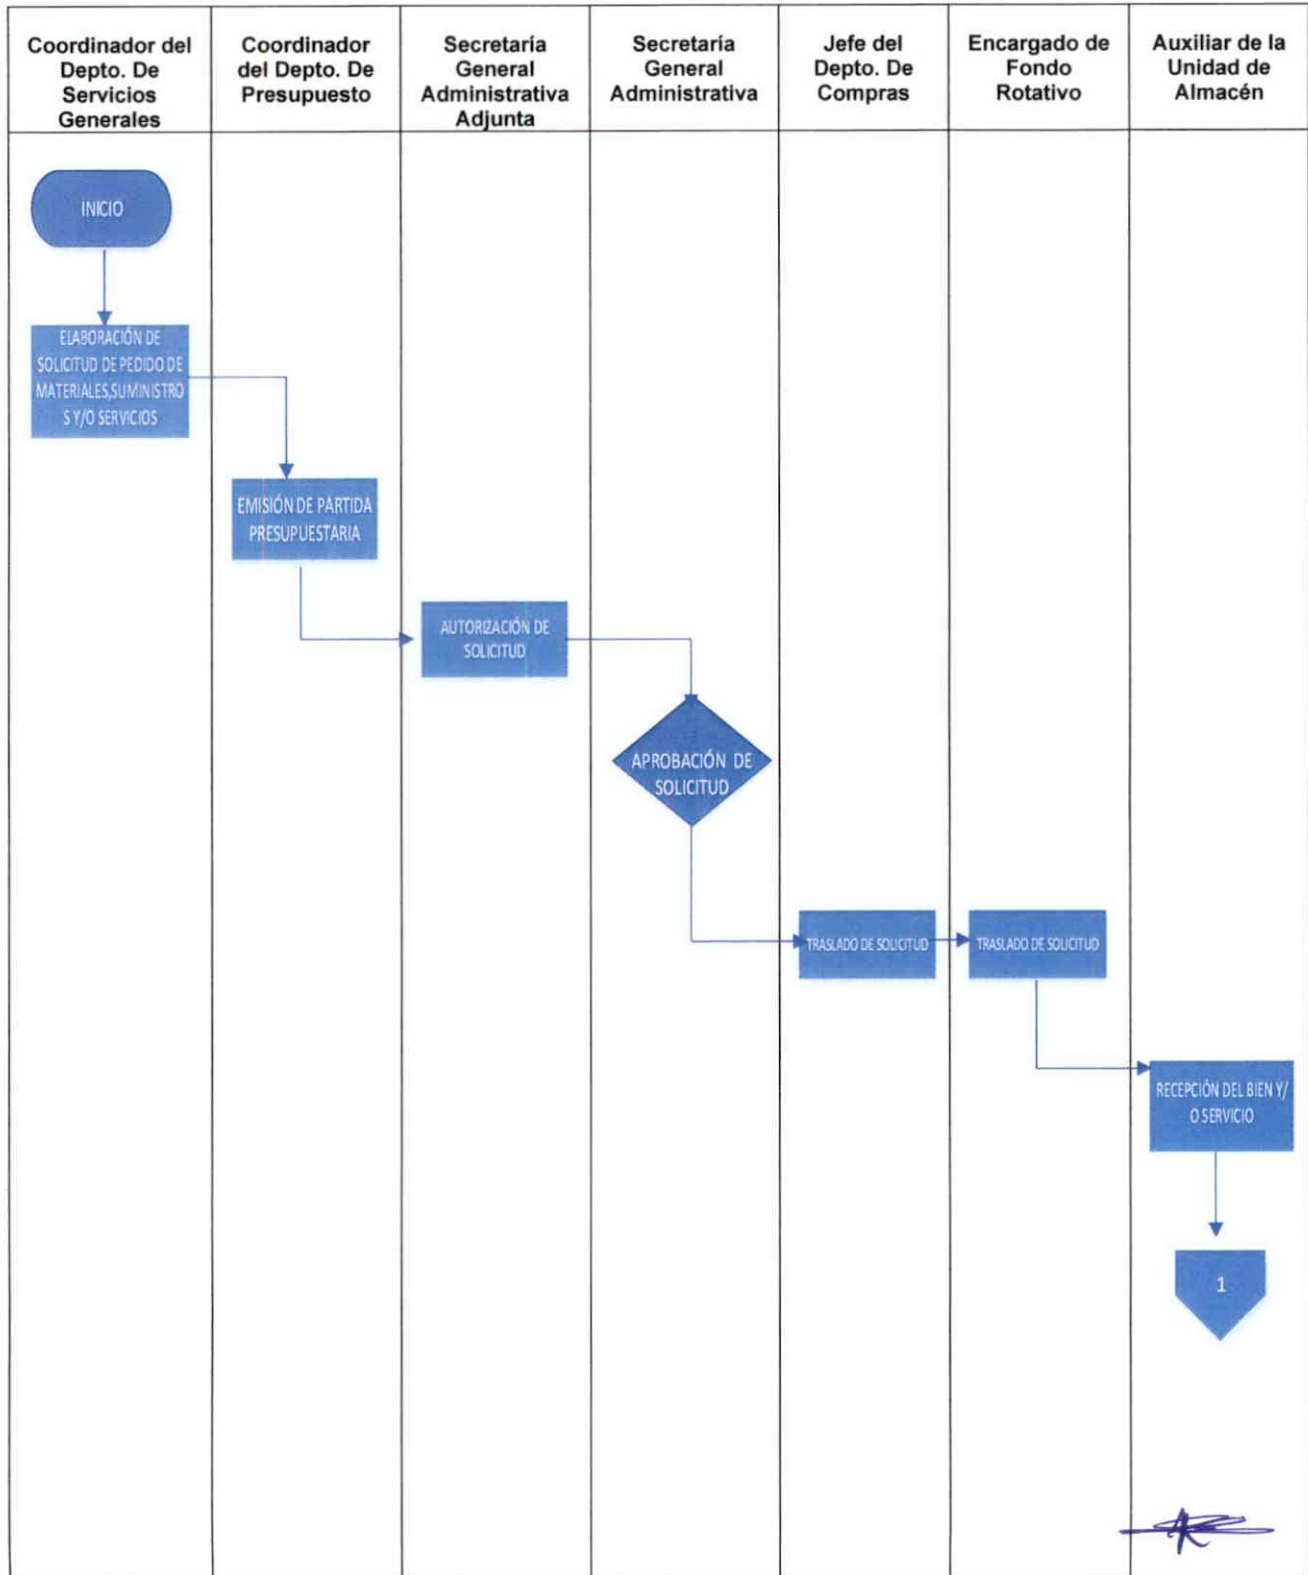 Coordinador del
Depto. De
Servicios
Generales
Coordinador
del Depto. De
Presupuesto
Secretaría
General
Administrativa
Adjunta
Secretaría
General
Administrativa
Jefe del
Depto. De
Compras
Encargado de
Fondo
Rotativo
Auxiliar de la
Unidad de
Almacén
INICIO
ELABORACIÓN DE
SOLICITUD DE PEDIDO DE
MATERIALES,SUMINISTRO
S Y/O SERVICIOS
EMISIÓN DE PARTIDA
PRESUPUESTARIA
AUTORIZACIÓN DE
SOLICITUD
APROBACIÓN DE
SOLICITUD
TRASLADO DE SOLICITUD
TRASLADO DE SOLICITUD
RECEPCIÓN DEL BIEN Y/
O SERVICIO
1